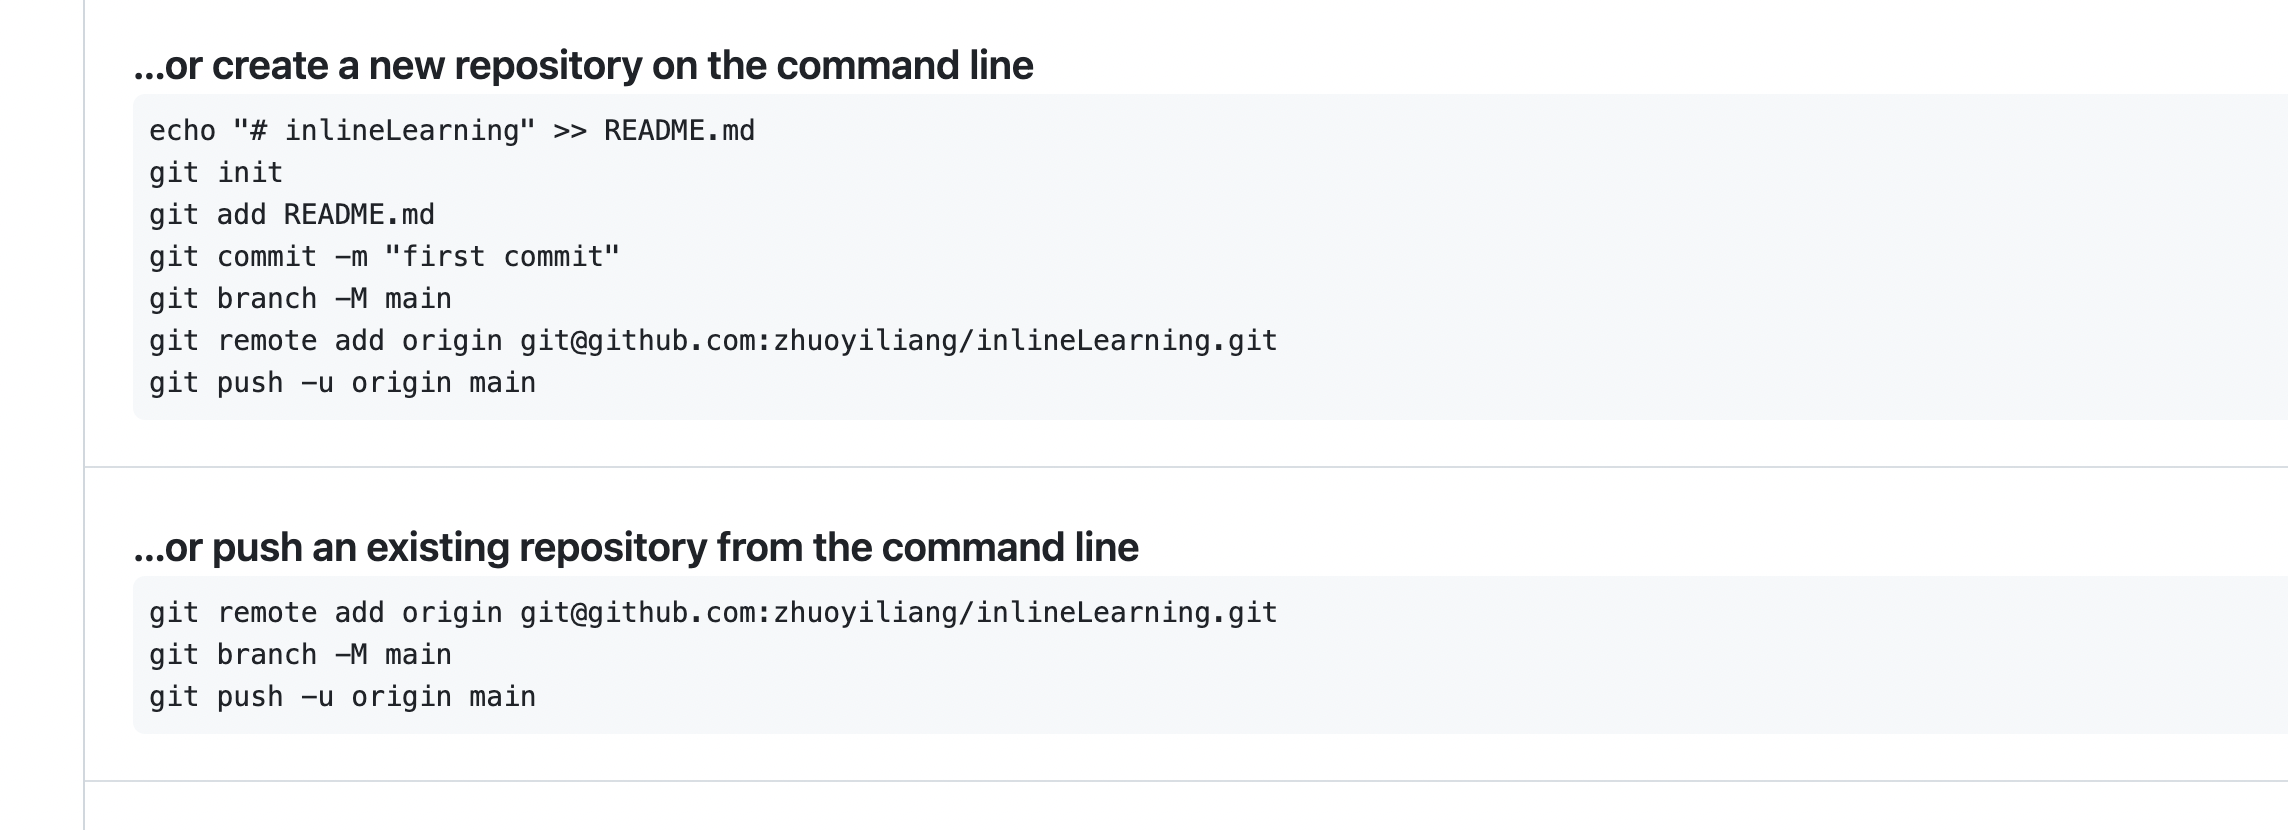 ...or create a new repository on the command line
echo "# inlineLearning" >> README.md
git init
git add README.md
git commit -m "first commit"
git branch -M main
git remote add origin git@github.com:zhuoyiliang/inlineLearning.git
git push -u origin main
...or push an existing repository from the command line
git remote add origin git@github.com:zhuoyiliang/inlineLearning.git
git branch -M main
git push -u origin main